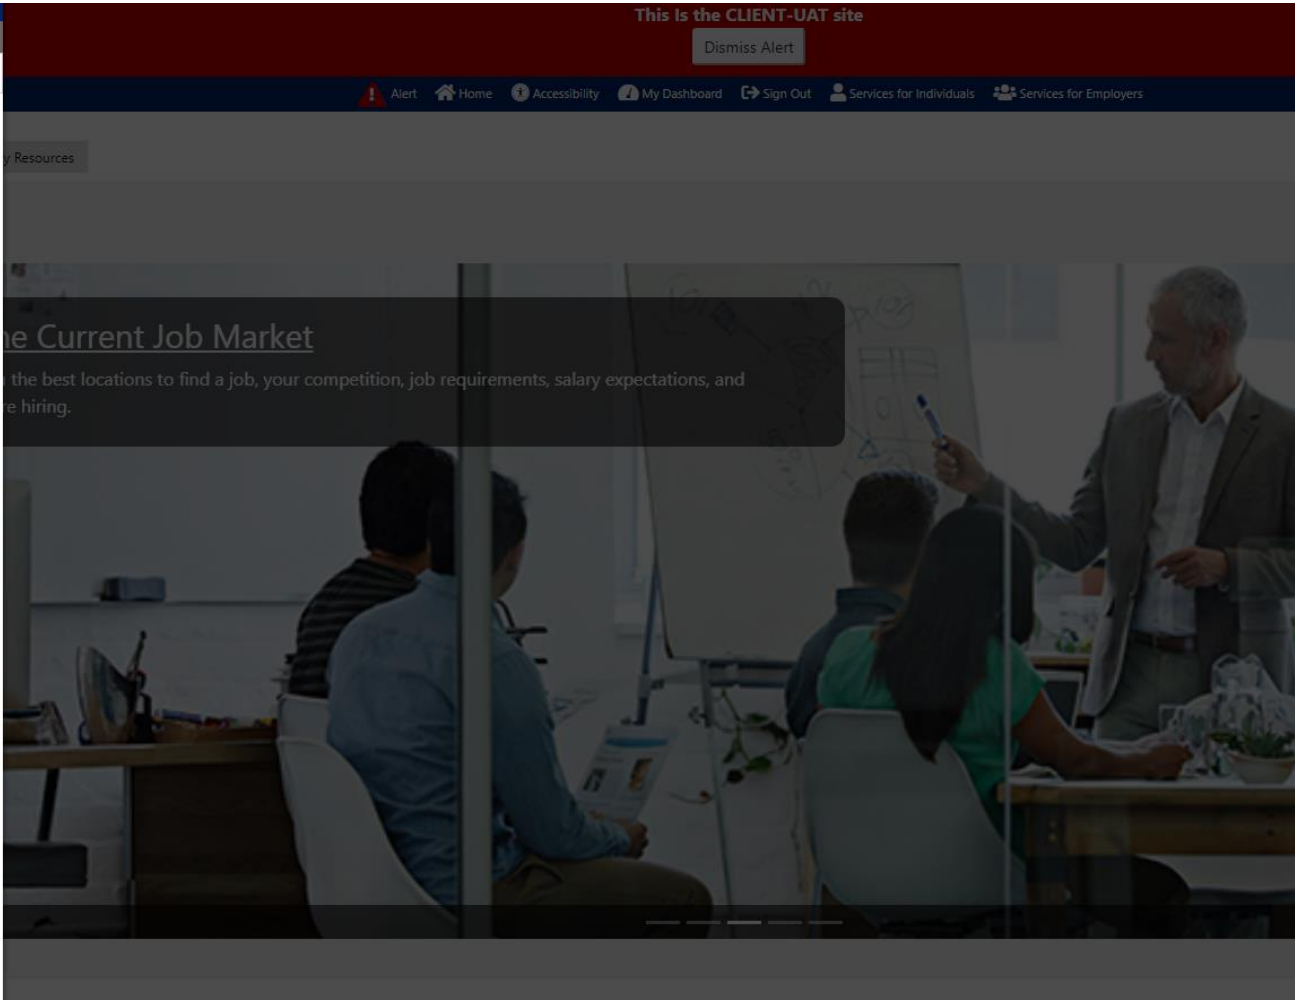 This Is the CLIENT-UAT site
Dismiss Alert
Alert Home Accessibility My Dashboard Sign Out Services for Individuals Services for Employers
y Resources
he Current Job Market
the best locations to find a job, your competition, job requirements, salary expectations, and
re hiring.